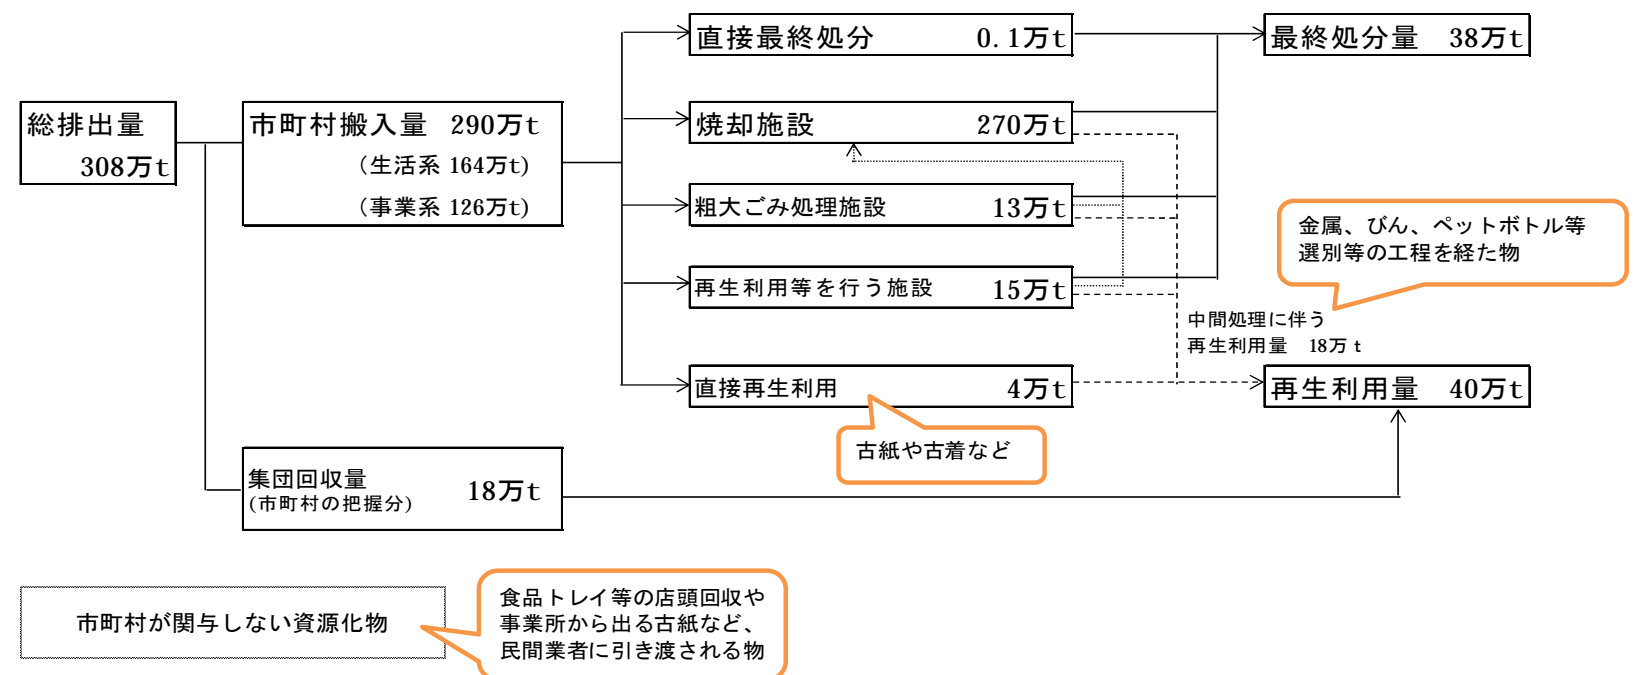 直接最終処分 0.1万t
最終処分量 38万t
総排出量
308万t
市町村搬入量 290万t
(生活系 164万t)
(事業系 126万t)
焼却施設 270万t
粗大ごみ処理施設 13万t
金属、びん、ペットボトル等
選別等の工程を経た物
再生利用等を行う施設 15万t
中間処理に伴う
再生利用量 18万t
直接再生利用 4万t
再生利用量 40万t
古紙や古着など
集団回収量
(市町村の把握分)
18万t
市町村が関与しない資源化物
食品トレイ等の店頭回収や
事業所から出る古紙など、
民間業者に引き渡される物